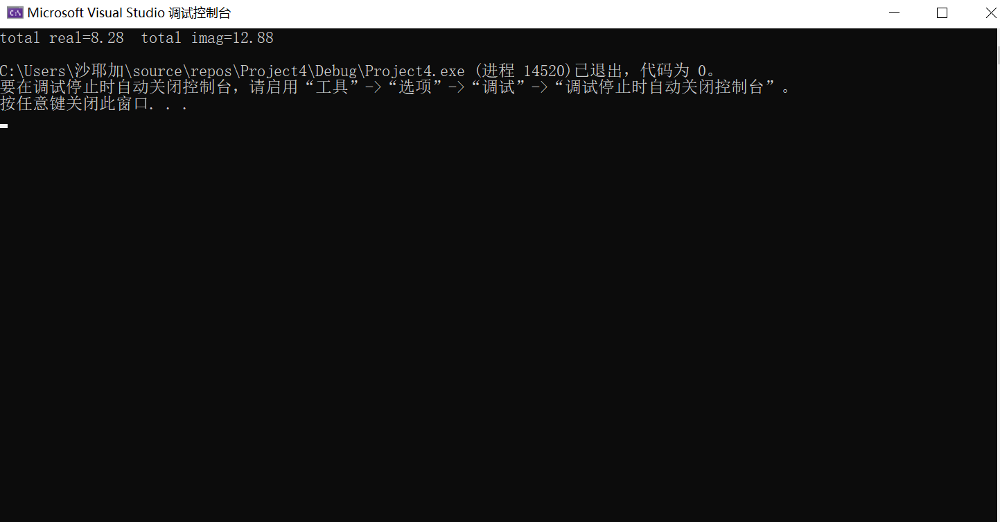 Microsoft Visual Studio 调试控制台
total real=8.28  total imag=12.88
C:\Users\沙耶加\source\repos\Project4\Debug\Project4.exe (进程 14520)已退出，代码为 0。
要在调试停止时自动关闭控制台，请启用“工具”->“选项”->“调试”->“调试停止时自动关闭控制台”。
按任意键关闭此窗口. . .